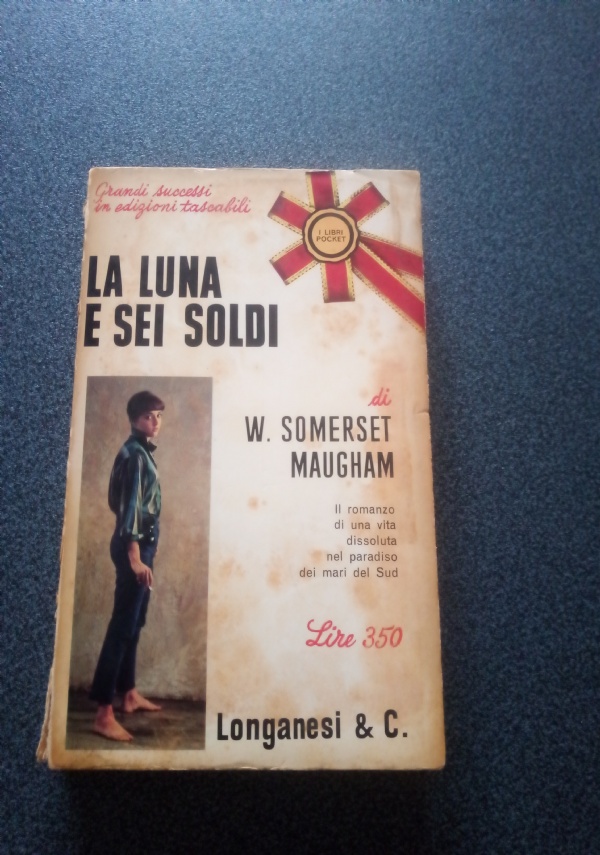 Grandi successi
in edizioni tascabili
I LIBRI
POCKET
LA LUNA
E SEI SOLDI
di
W. SOMERSET
MAUGHAM
Il romanzo
di una vita
dissoluta
nel paradiso
dei mari del Sud
Lire 350
Longanesi & C.